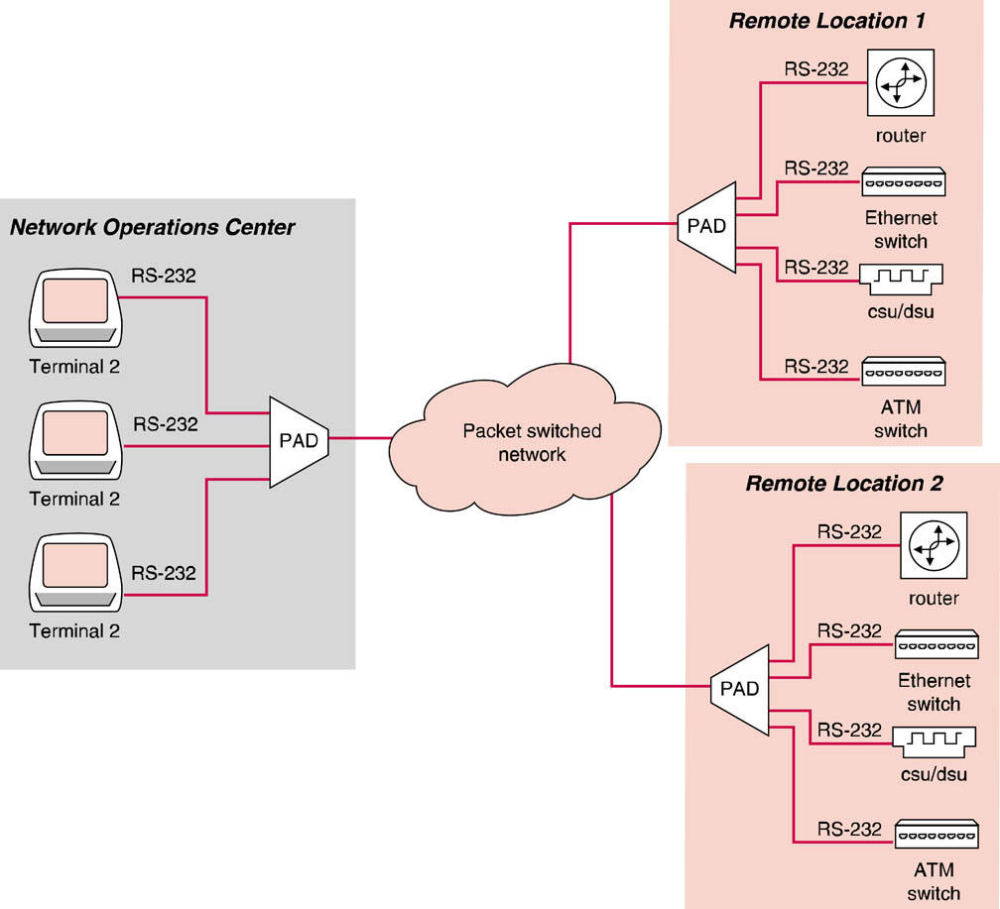 Network Operations Center
RS-232
Terminal 2
RS-232
Terminal 2
RS-232
Terminal 2
PAD
Packet switched
network
Remote Location 1
PAD
RS-232
router
RS-232
Ethernet
switch
RS-232
csu/dsu
RS-232
ATM
switch
Remote Location 2
PAD
RS-232
router
RS-232
Ethernet
switch
RS-232
csu/dsu
RS-232
ATM
switch